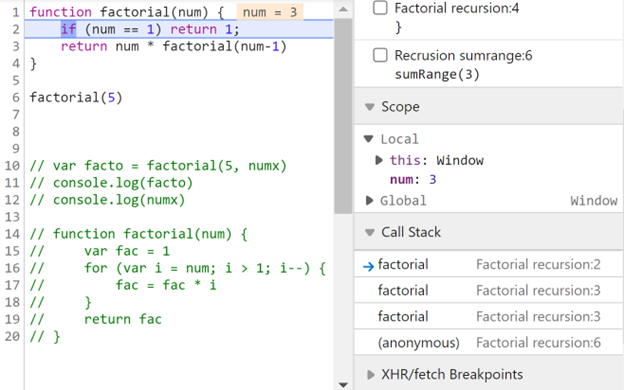 1 function factorial(num) { num = 3
2 if (num == 1) return 1;
3 return num * factorial(num-1)
4 }
5
6 factorial(5)
7
8
9
10 // var facto = factorial(5, numx)
11 // console.log(facto)
12 // console.log(numx)
13
14 // function factorial(num) {
15 // var fac = 1
16 // for (var i = num; i > 1; i--) {
17 // fac = fac * i
18 // }
19 // return fac
20 // }
Factorial recursion:4
}
Recrusion sumrange:6
sumRange(3)
Scope
Local
this: Window
num: 3
Global Window
Call Stack
factorial Factorial recursion:2
factorial Factorial recursion:3
factorial Factorial recursion:3
(anonymous) Factorial recursion:6
XHR/fetch Breakpoints